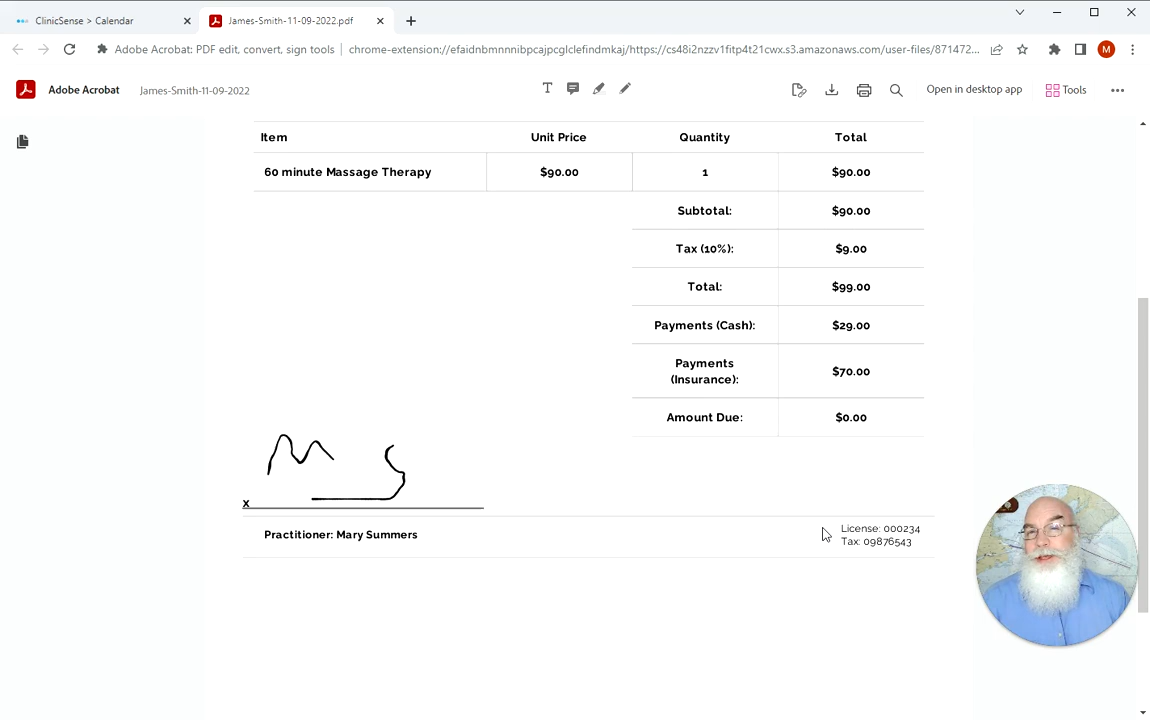 ClinicSense > Calendar
James-Smith-11-09-2022.pdf
Adobe Acrobat: PDF edit, convert, sign tools | chrome-extension://efaidnbmnnnibpcajpcglclefindmkaj/https://cs48i2nzzv1fitp4t21cwx.s3.amazonaws.com/user-files/871472...
M
Adobe Acrobat James-Smith-11-09-2022
Open in desktop app
Tools
Item Unit Price Quantity Total
60 minute Massage Therapy $90.00 1 $90.00
Subtotal: $90.00
Tax (10%): $9.00
Total: $99.00
Payments (Cash): $29.00
Payments
(Insurance): $70.00
Amount Due: $0.00
M S
x
Practitioner: Mary Summers
License: 000234
Tax: 09876543